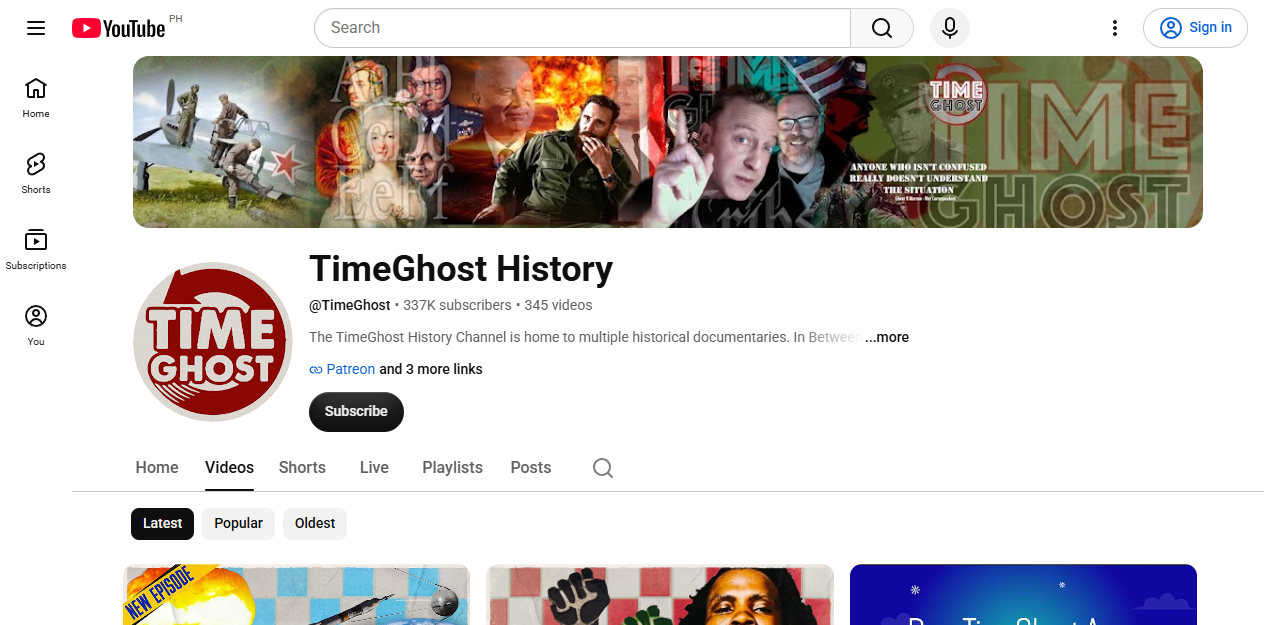 YouTube PH
Search
Sign in
Home
Shorts
Subscriptions
You
TIME
GHOST
ANYONE WHO ISN'T CONFUSED
REALLY DOESN'T UNDERSTAND
THE SITUATION
TIME
GHOST
TIME
GHOST
TimeGhost History
@TimeGhost • 337K subscribers • 345 videos
The TimeGhost History Channel is home to multiple historical documentaries. In Between ...more
Patreon and 3 more links
Subscribe
Home Videos Shorts Live Playlists Posts
Latest Popular Oldest
NEW EPISODE